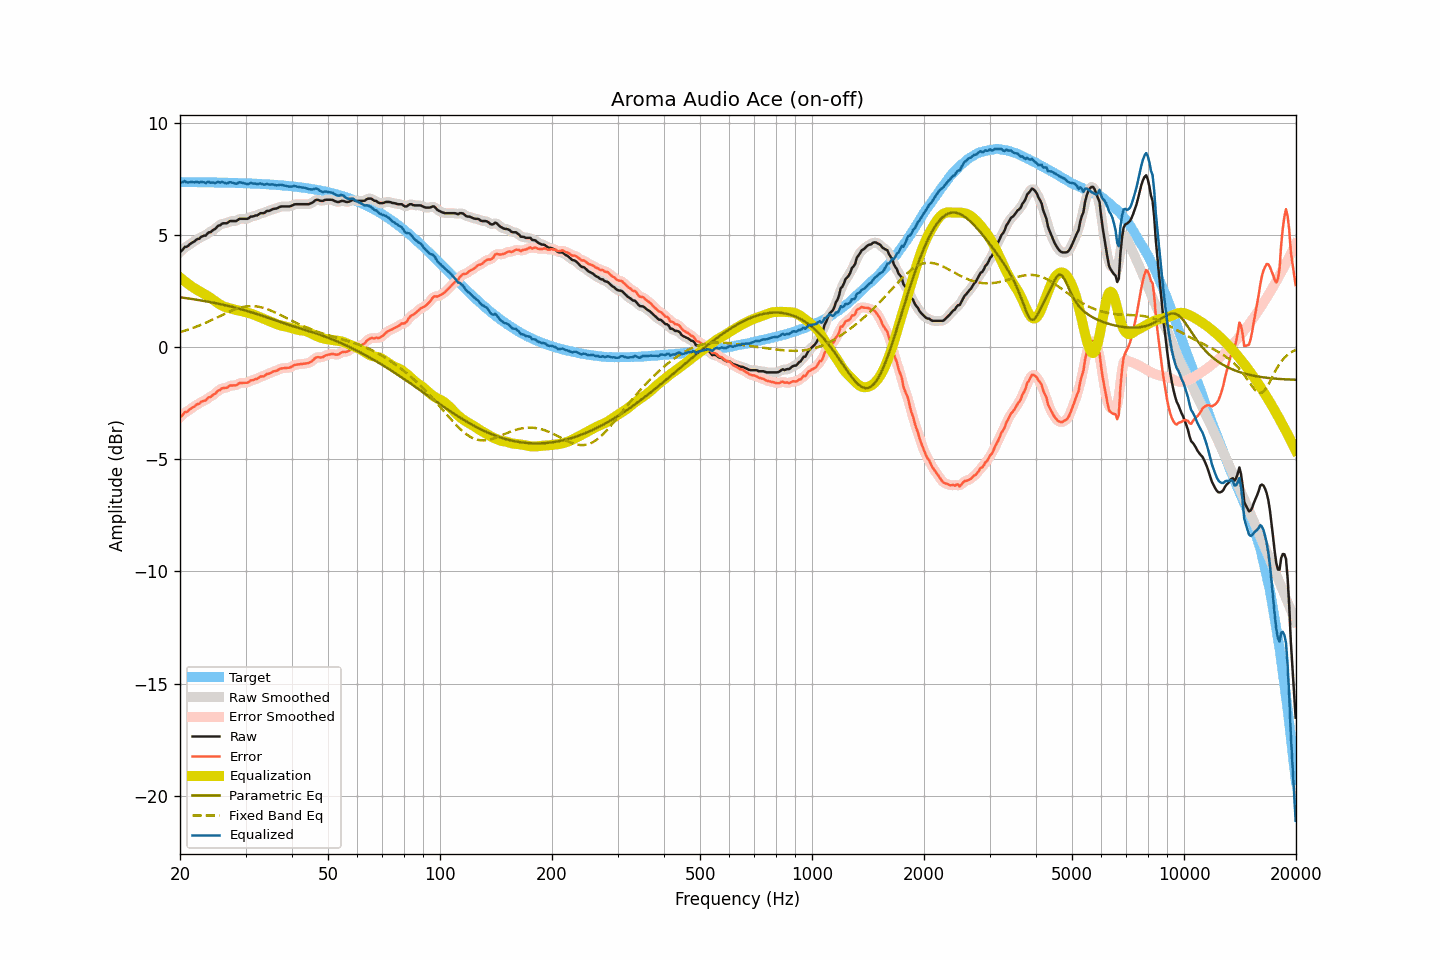 Aroma Audio Ace (on-off)
10
5
0
−5
−10
−15
−20
Amplitude (dBr)
Target
Raw Smoothed
Error Smoothed
Raw
Error
Equalization
Parametric Eq
Fixed Band Eq
Equalized
20 50 100 200 500 1000 2000 5000 10000 20000
Frequency (Hz)